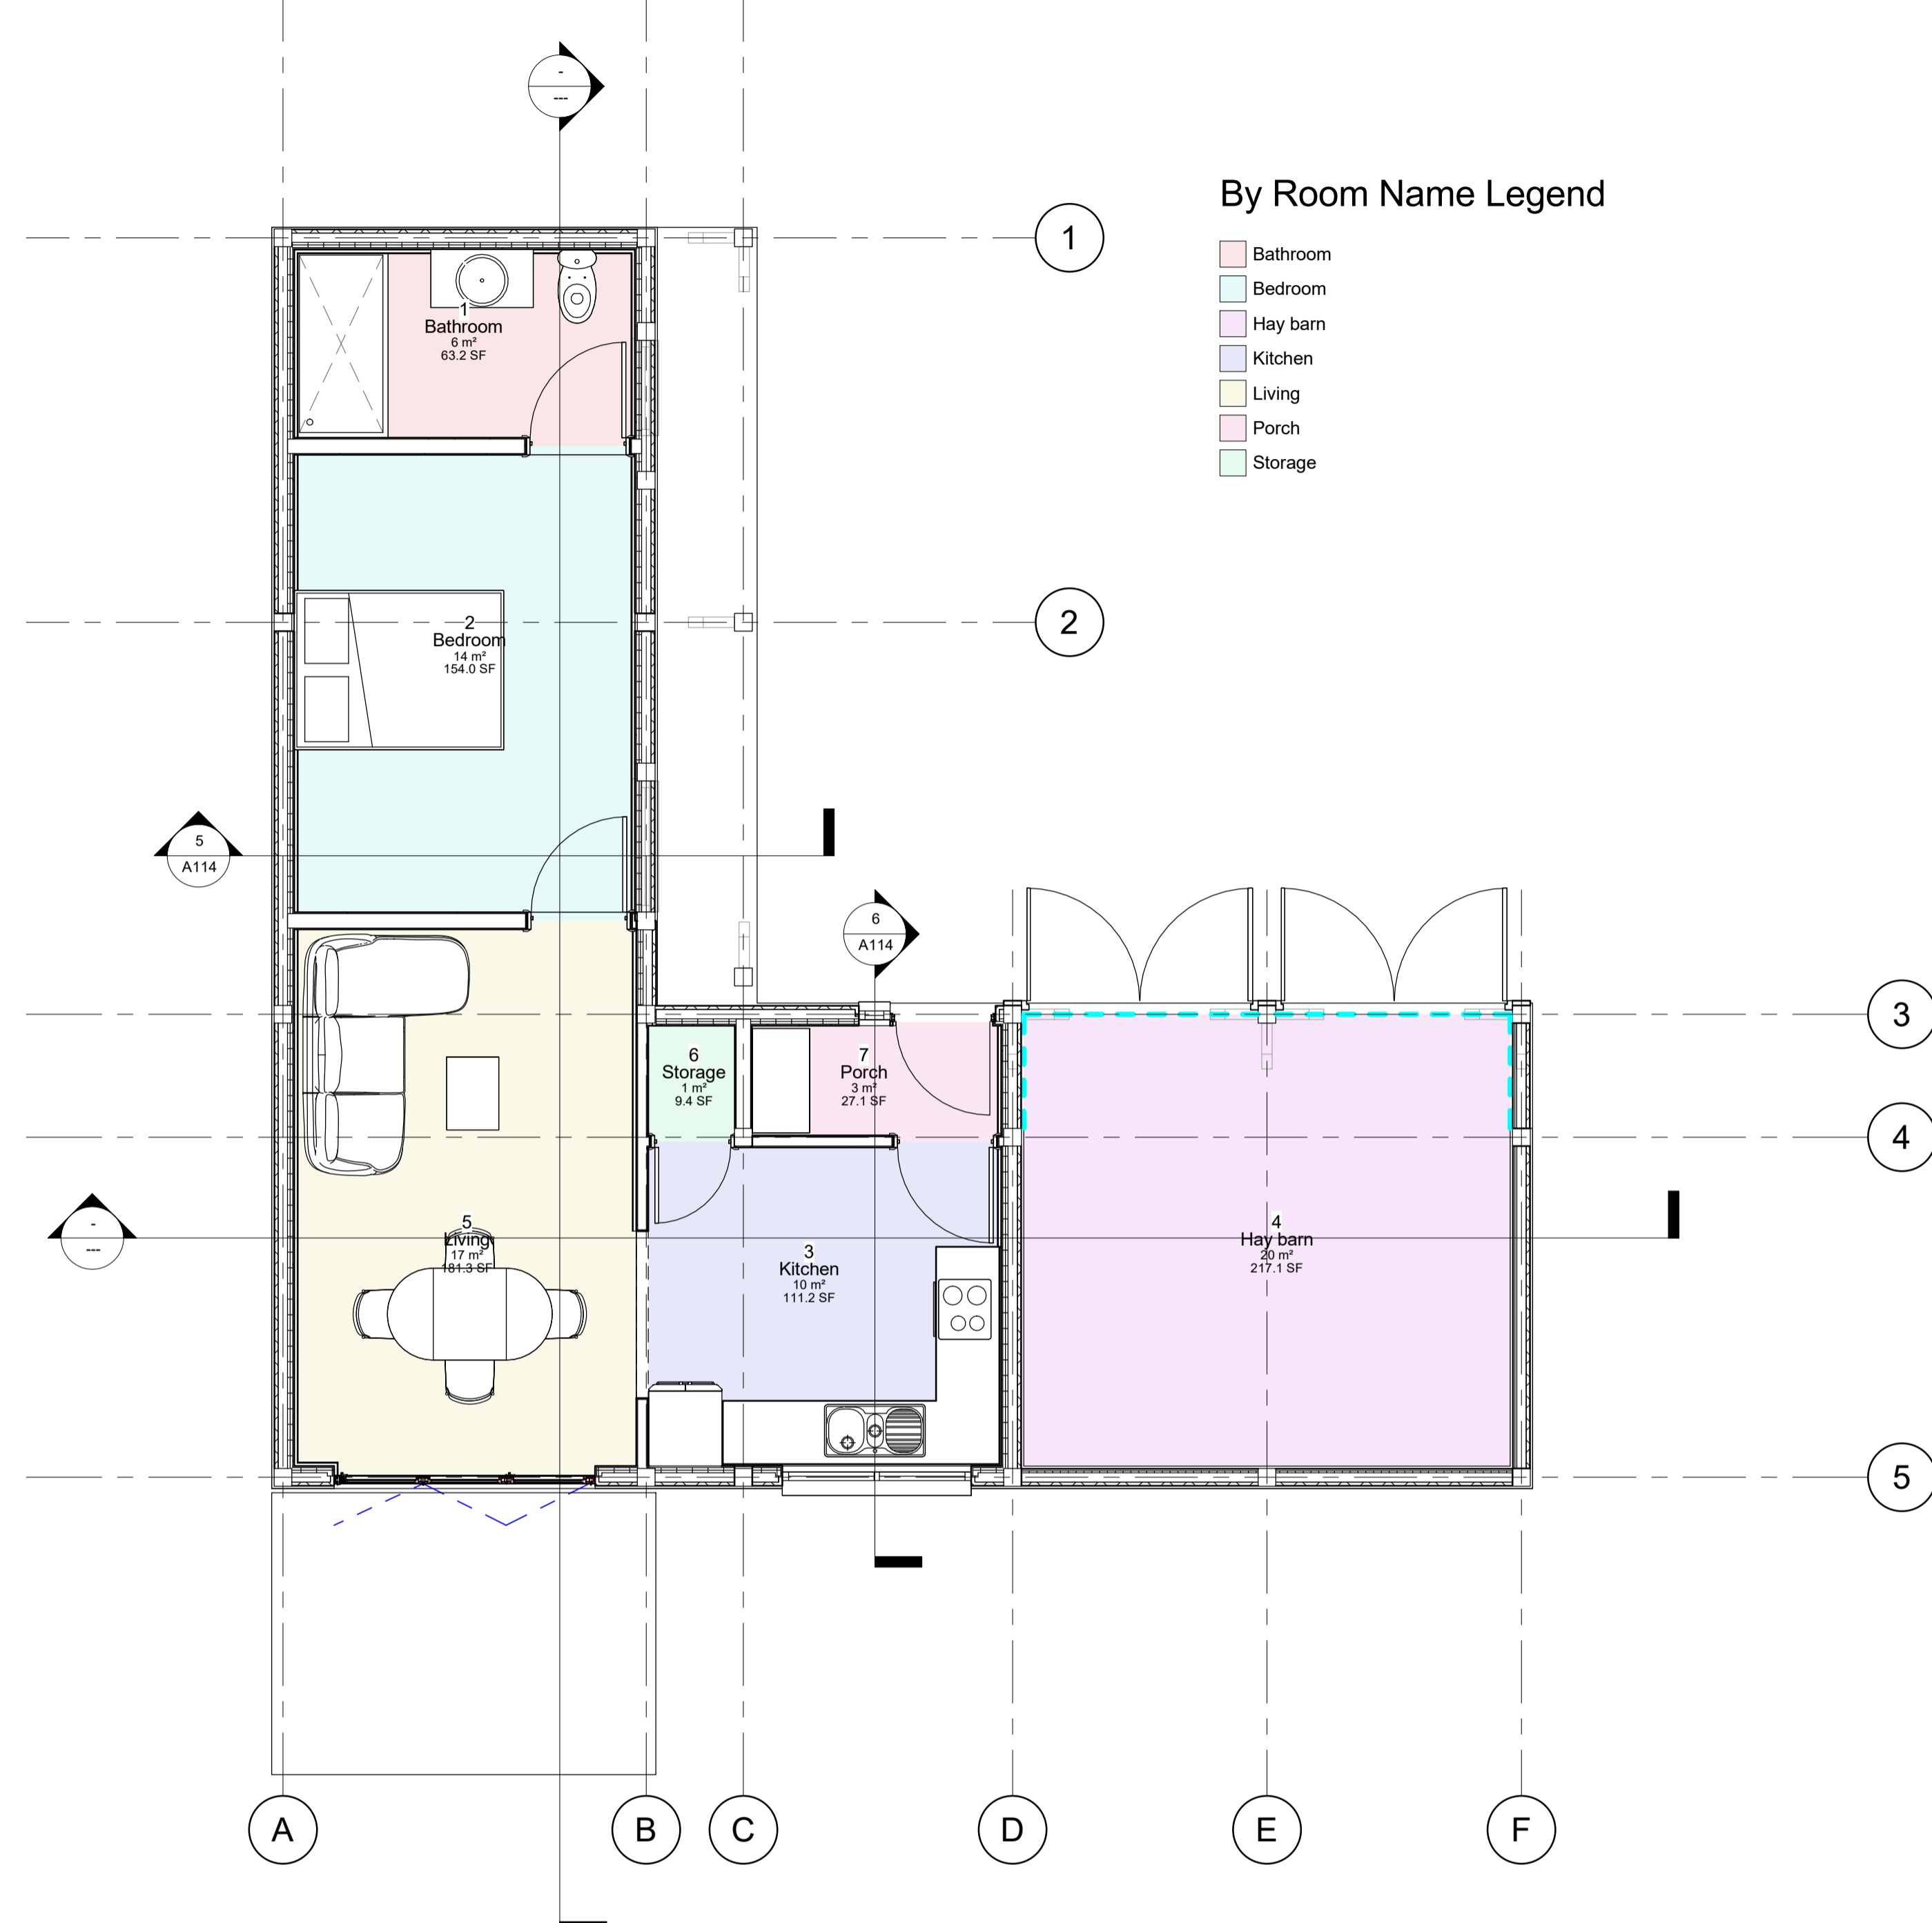 -
---
By Room Name Legend
Bathroom
Bedroom
Hay barn
Kitchen
Living
Porch
Storage
1
1
Bathroom
6 m²
63.2 SF
2
2
Bedroom
14 m²
154.0 SF
5
A114
6
A114
3
6
Storage
1 m²
9.4 SF
7
Porch
3 m²
27.1 SF
4
-
---
5
Living
17 m²
181.3 SF
3
Kitchen
10 m²
111.2 SF
4
Hay barn
20 m²
217.1 SF
5
A
B
C
D
E
F